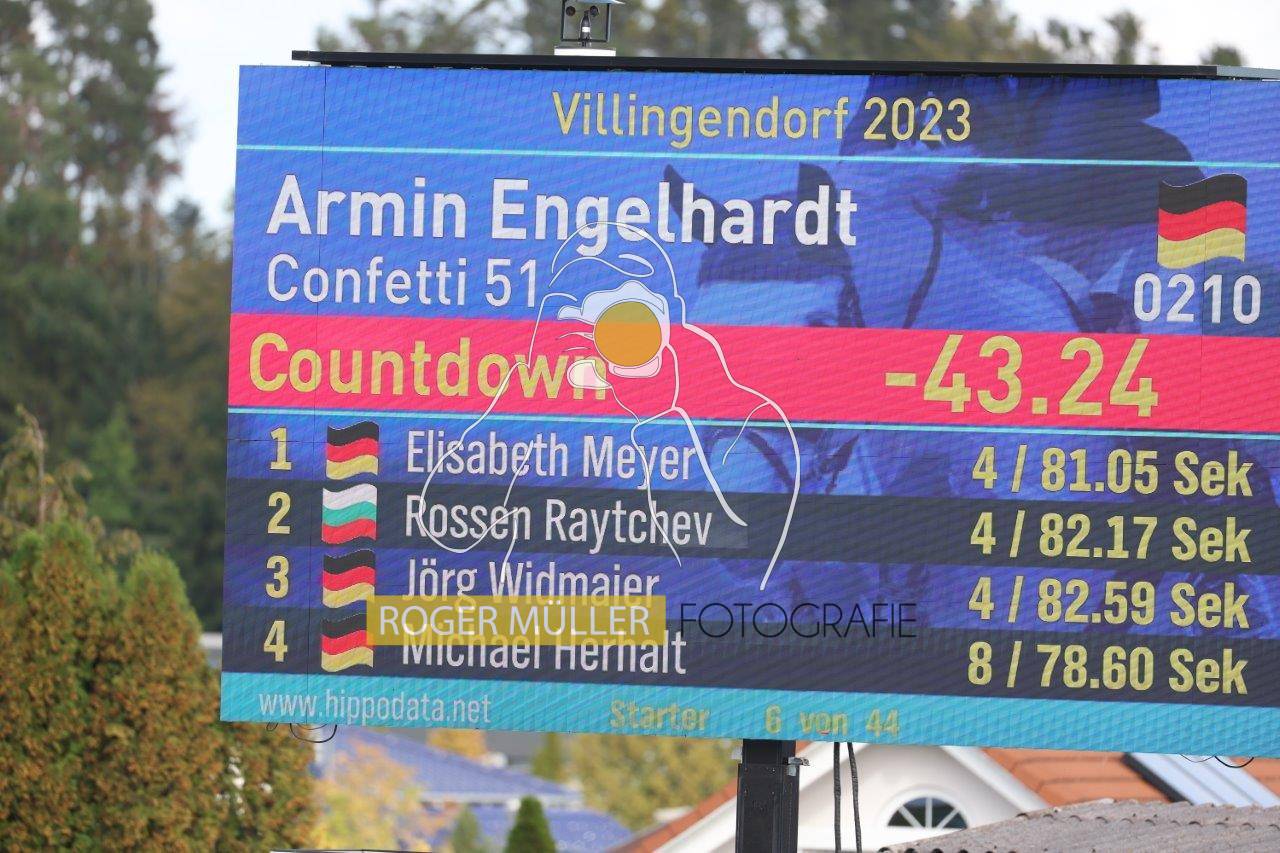 Villingendorf 2023
Armin Engelhardt
Confetti 51
0210
Countdown -43.24
1 Elisabeth Meyer 4 / 81.05 Sek
2 Rossen Raytchev 4 / 82.17 Sek
3 Jörg Widmaier 4 / 82.59 Sek
ROGER MÜLLER FOTOGRAFIE
4 Michael Herhalt 8 / 78.60 Sek
www.hippodata.net Starter 6 von 44